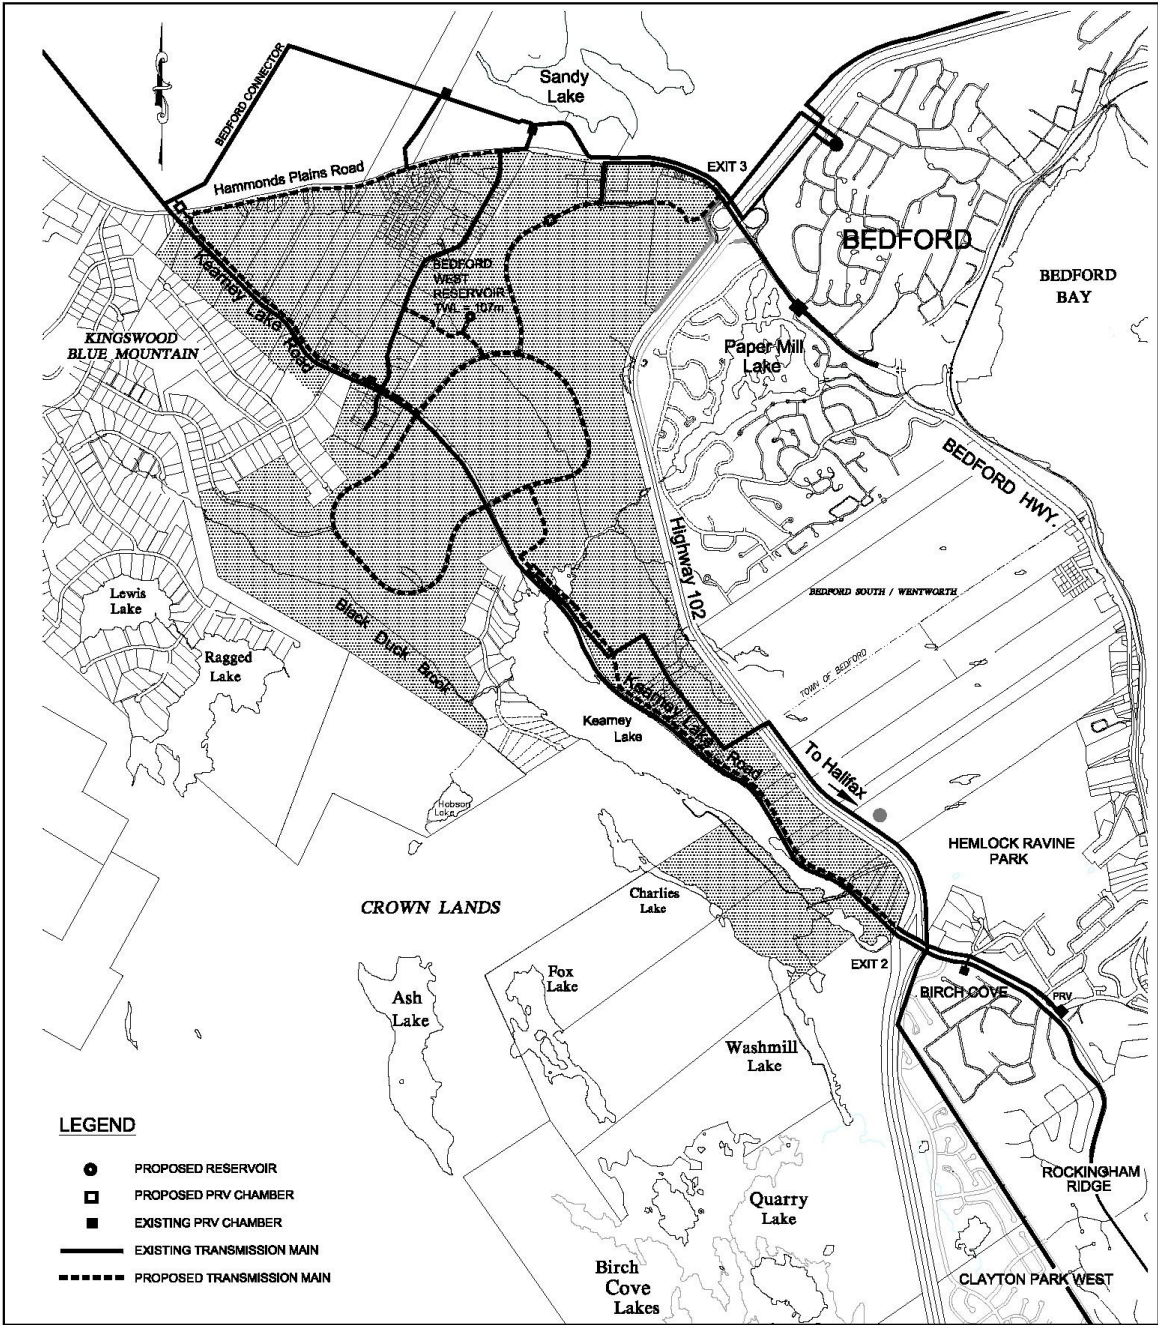 Sandy
Lake
BEDFORD CONNECTOR
EXIT 3
Hammonds Plains Road
BEDFORD
BEDFORD
BAY
BEDFORD
WEST
RESERVOIR
TWL = 107m
Kearney Lake Road
KINGSWOOD
BLUE MOUNTAIN
Paper Mill
Lake
BEDFORD HWY.
Highway 102
BEDFORD SOUTH / WENTWORTH
Lewis
Lake
Black Duck Brook
Ragged
Lake
TOWN OF BEDFORD
Kearney Lake Road
Kearney
Lake
To Halifax
Hobson
Lake
HEMLOCK RAVINE
PARK
Charlies
Lake
CROWN LANDS
EXIT 2
Fox
Lake
BIRCH COVE
PRV
Ash
Lake
Washmill
Lake
LEGEND
PROPOSED RESERVOIR
PROPOSED PRV CHAMBER
EXISTING PRV CHAMBER
EXISTING TRANSMISSION MAIN
PROPOSED TRANSMISSION MAIN
ROCKINGHAM
RIDGE
Quarry
Lake
Birch
Cove
Lakes
CLAYTON PARK WEST